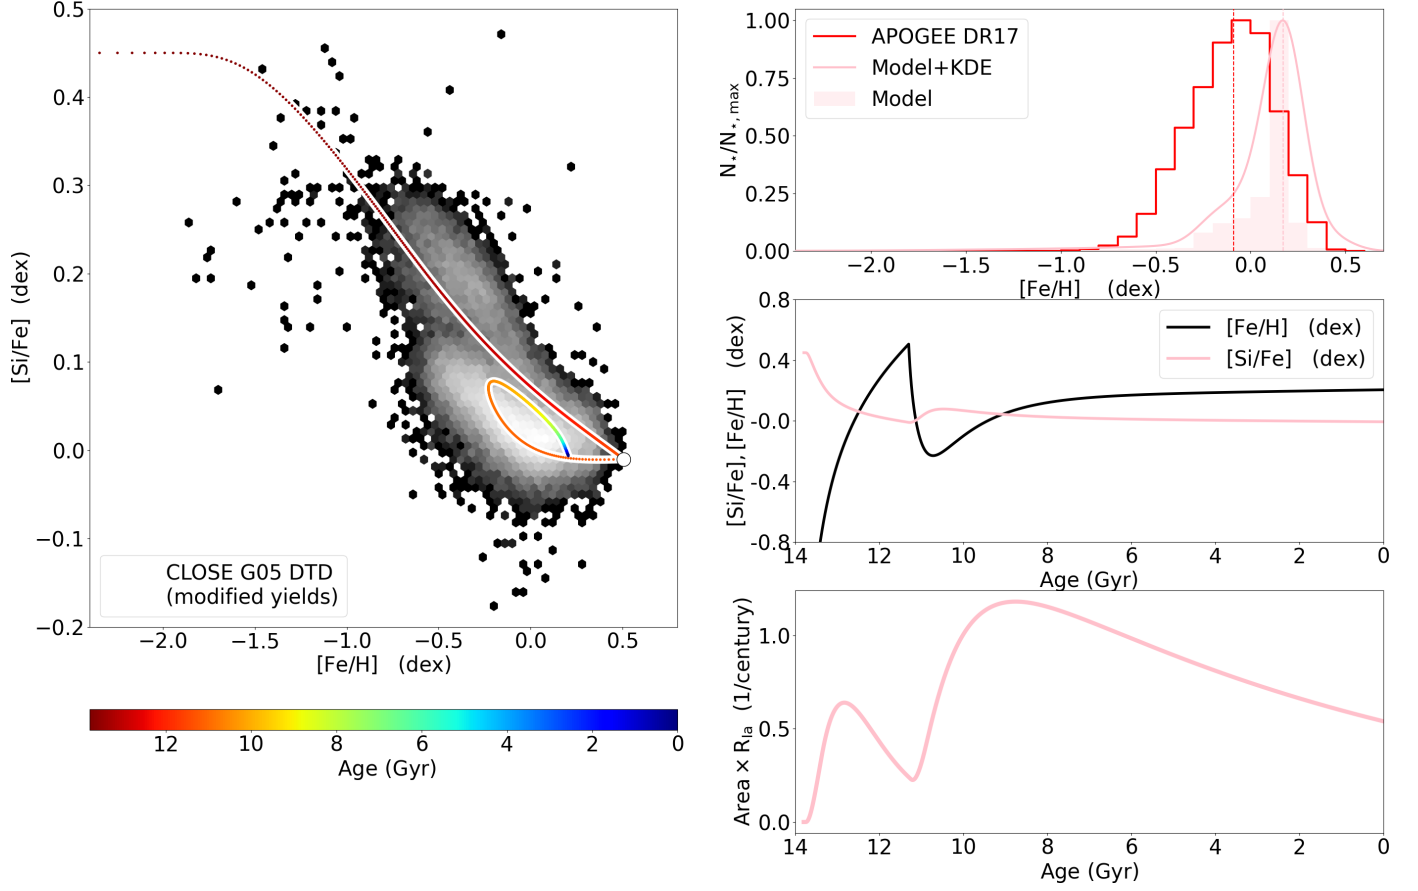 0.5
0.4
0.3
0.2
0.1
0.0
−0.1
−0.2
[Si/Fe] (dex)
CLOSE G05 DTD
(modified yields)
−2.0 −1.5 −1.0 −0.5 0.0 0.5
[Fe/H] (dex)
12 10 8 6 4 2 0
Age (Gyr)
1.00
0.75
0.50
0.25
0.00
N⋆/N⋆, max
APOGEE DR17
Model+KDE
Model
−2.0 −1.5 −1.0 −0.5 0.0 0.5
[Fe/H] (dex)
0.8
0.4
-0.0
-0.4
-0.8
[Si/Fe], [Fe/H] (dex)
[Fe/H] (dex)
[Si/Fe] (dex)
14 12 10 8 6 4 2 0
Age (Gyr)
1.0
0.5
0.0
Area × RIa (1/century)
14 12 10 8 6 4 2 0
Age (Gyr)